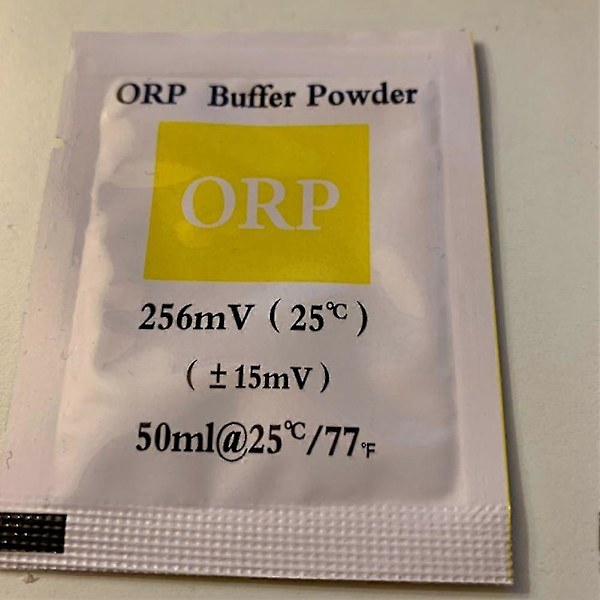 ORP Buffer Powder
ORP
256mV ( 25℃ )
( ±15mV )
50ml@25℃/77℉